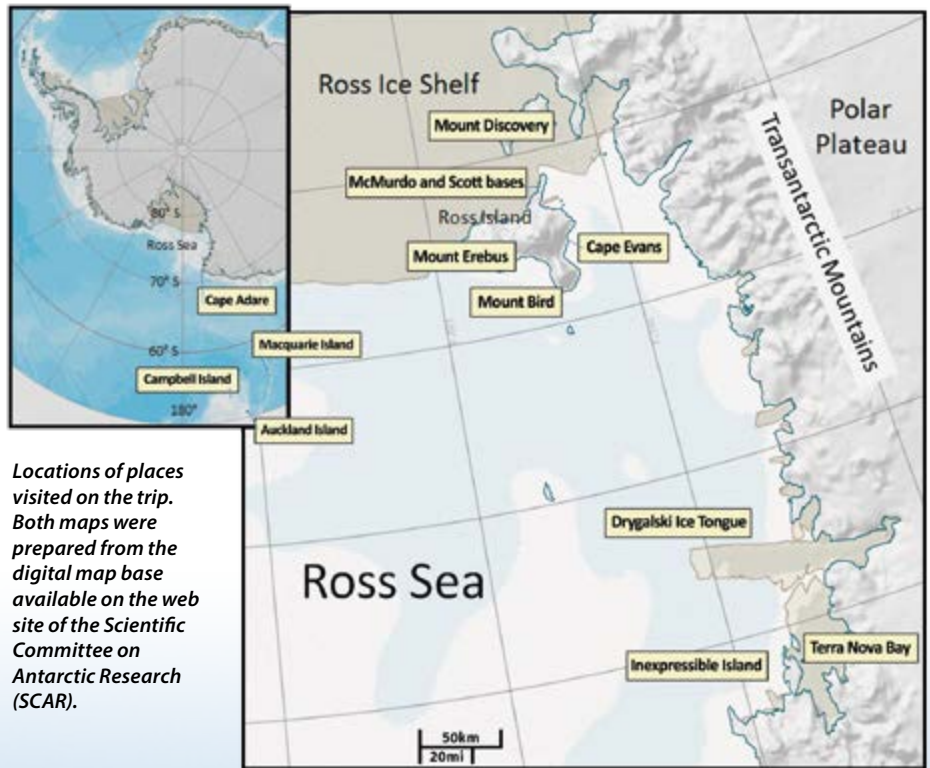 80° S
Ross Sea
70° S
Cape Adare
60° S
Macquarie Island
Campbell Island
180°
Auckland Island
Ross Ice Shelf
Mount Discovery
McMurdo and Scott bases
Ross Island
Mount Erebus
Cape Evans
Mount Bird
Polar
Plateau
Transantarctic Mountains
Drygalski Ice Tongue
Ross Sea
Terra Nova Bay
Inexpressible Island
50km
20mi
Locations of places
visited on the trip.
Both maps were
prepared from the
digital map base
available on the web
site of the Scientific
Committee on
Antarctic Research
(SCAR).